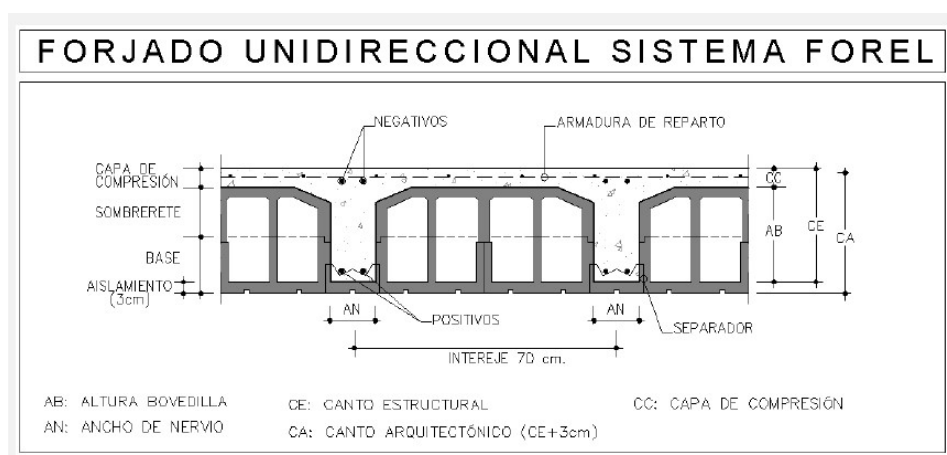 FORJADO UNIDIRECCIONAL SISTEMA FOREL
NEGATIVOS
ARMADURA DE REPARTO
CAPA DE
COMPRESIÓN
CC
SOMBRERETE
AB
CE
CA
BASE
AISLAMIENTO
(3cm)
AN
AN
POSITIVOS
SEPARADOR
INTEREJE 70 cm.
AB: ALTURA BOVEDILLA
CE: CANTO ESTRUCTURAL
CC: CAPA DE COMPRESIÓN
AN: ANCHO DE NERVIO
CA: CANTO ARQUITECTÓNICO (CE+3cm)